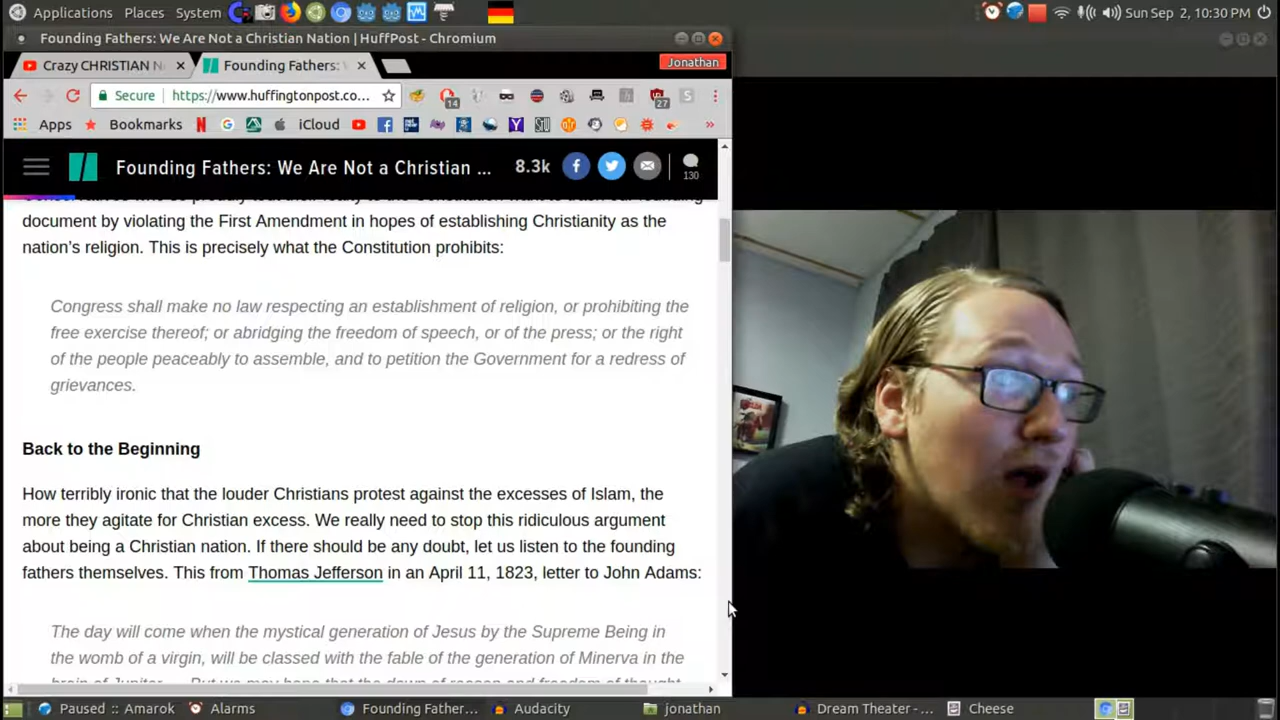 Applications Places System
Sun Sep 2, 10:30 PM
Founding Fathers: We Are Not a Christian Nation | HuffPost - Chromium
Crazy CHRISTIAN N
Founding Fathers:
Jonathan
Secure https://www.huffingtonpost.co...
14
27
Apps Bookmarks iCloud
Founding Fathers: We Are Not a Christian ...
8.3k
130
document by violating the First Amendment in hopes of establishing Christianity as the
nation's religion. This is precisely what the Constitution prohibits:
Congress shall make no law respecting an establishment of religion, or prohibiting the
free exercise thereof; or abridging the freedom of speech, or of the press; or the right
of the people peaceably to assemble, and to petition the Government for a redress of
grievances.
Back to the Beginning
How terribly ironic that the louder Christians protest against the excesses of Islam, the
more they agitate for Christian excess. We really need to stop this ridiculous argument
about being a Christian nation. If there should be any doubt, let us listen to the founding
fathers themselves. This from Thomas Jefferson in an April 11, 1823, letter to John Adams:
The day will come when the mystical generation of Jesus by the Supreme Being in
the womb of a virgin, will be classed with the fable of the generation of Minerva in the
Paused :: Amarok Alarms Founding Father... Audacity jonathan Dream Theater - ... Cheese